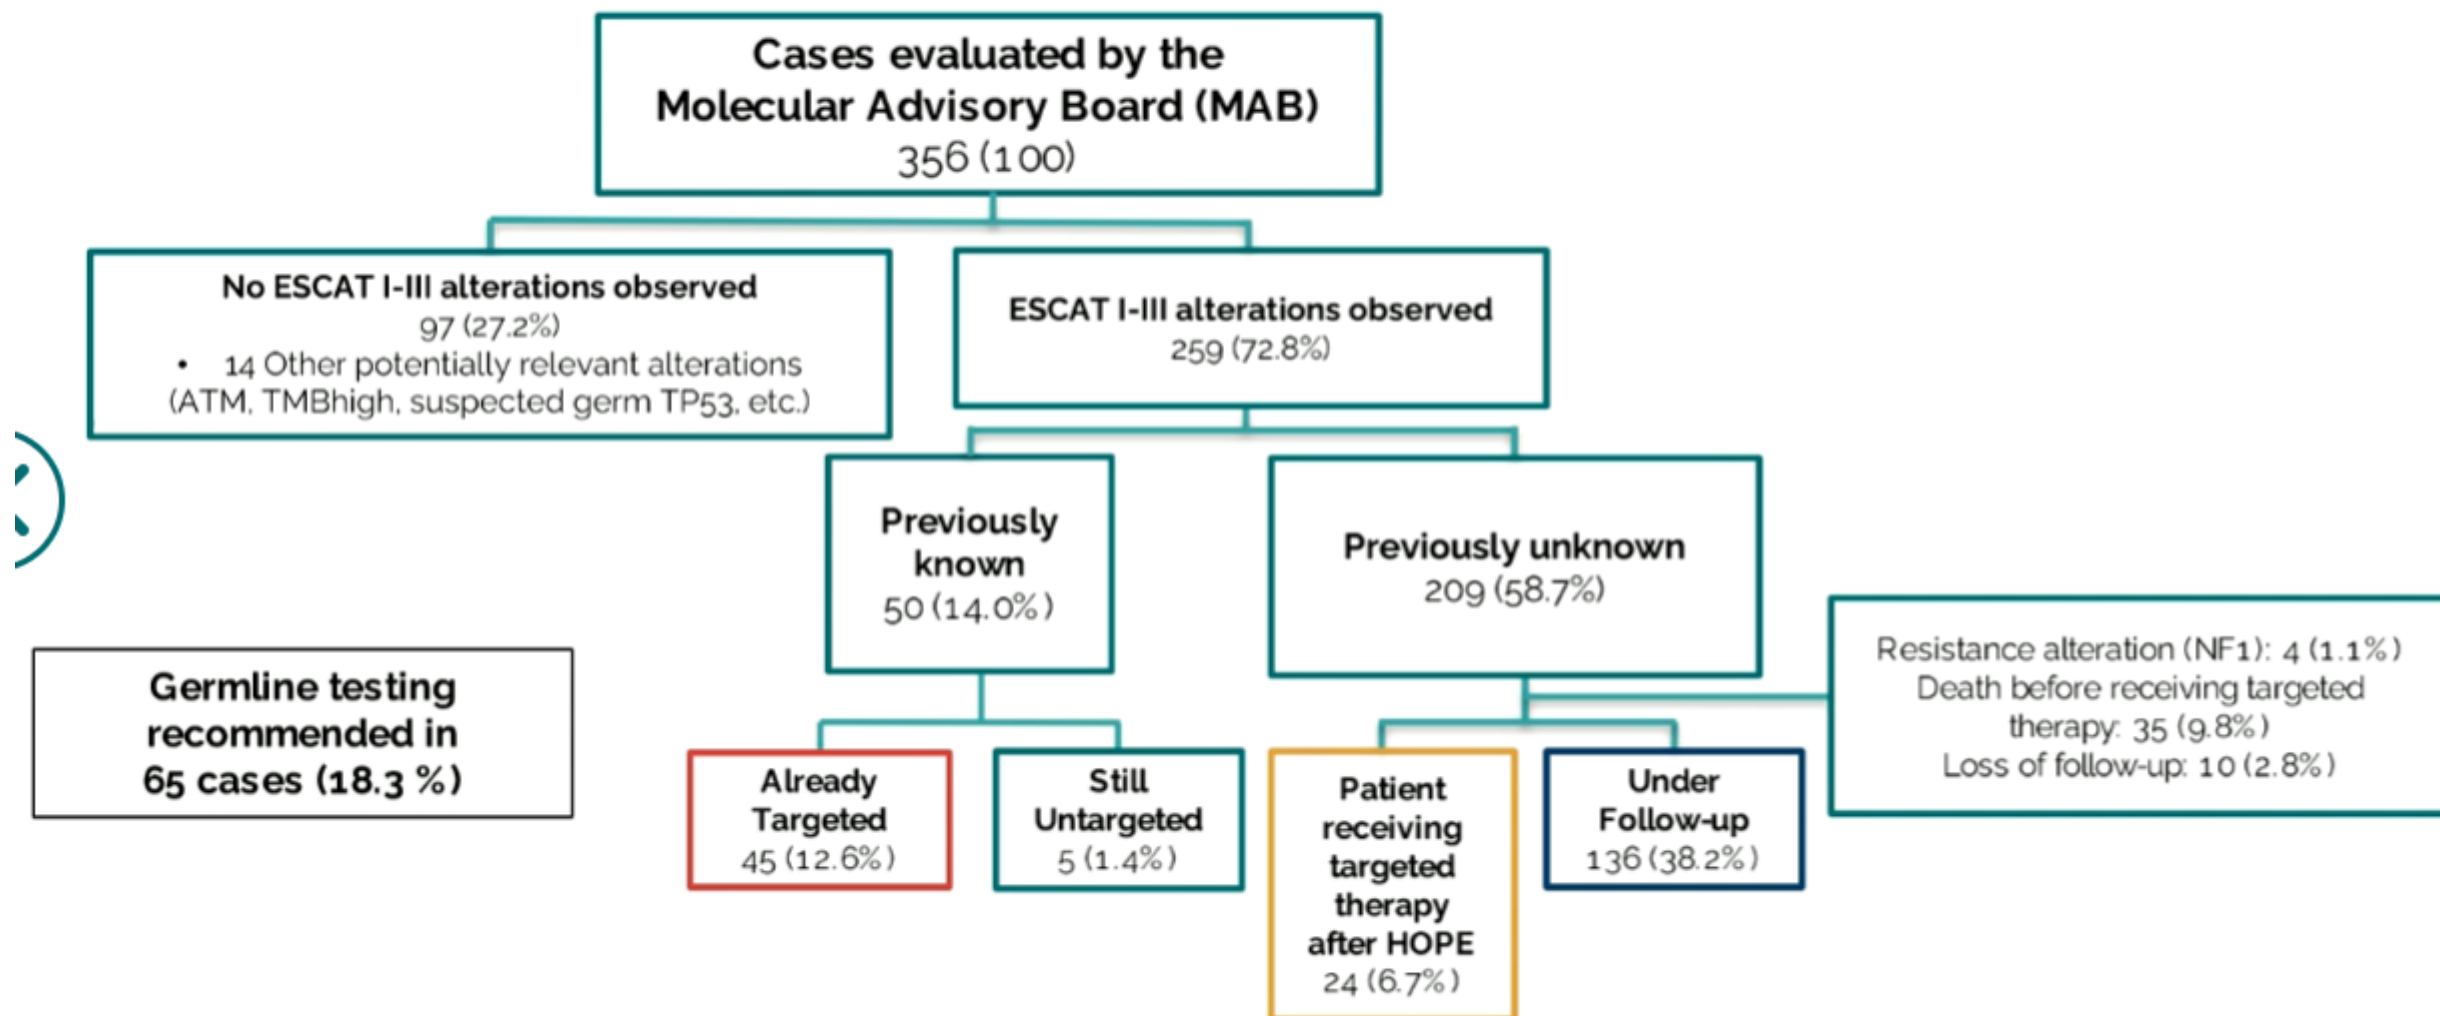 Cases evaluated by the
Molecular Advisory Board (MAB)
356 (100)
No ESCAT I-III alterations observed
97 (27.2%)
• 14 Other potentially relevant alterations
(ATM, TMBhigh, suspected germ TP53, etc.)
ESCAT I-III alterations observed
259 (72.8%)
Previously
known
50 (14.0%)
Previously unknown
209 (58.7%)
Resistance alteration (NF1): 4 (1.1%)
Death before receiving targeted
therapy: 35 (9.8%)
Loss of follow-up: 10 (2.8%)
Germline testing
recommended in
65 cases (18.3 %)
Already
Targeted
45 (12.6%)
Still
Untargeted
5 (1.4%)
Patient
receiving
targeted
therapy
after HOPE
24 (6.7%)
Under
Follow-up
136 (38.2%)